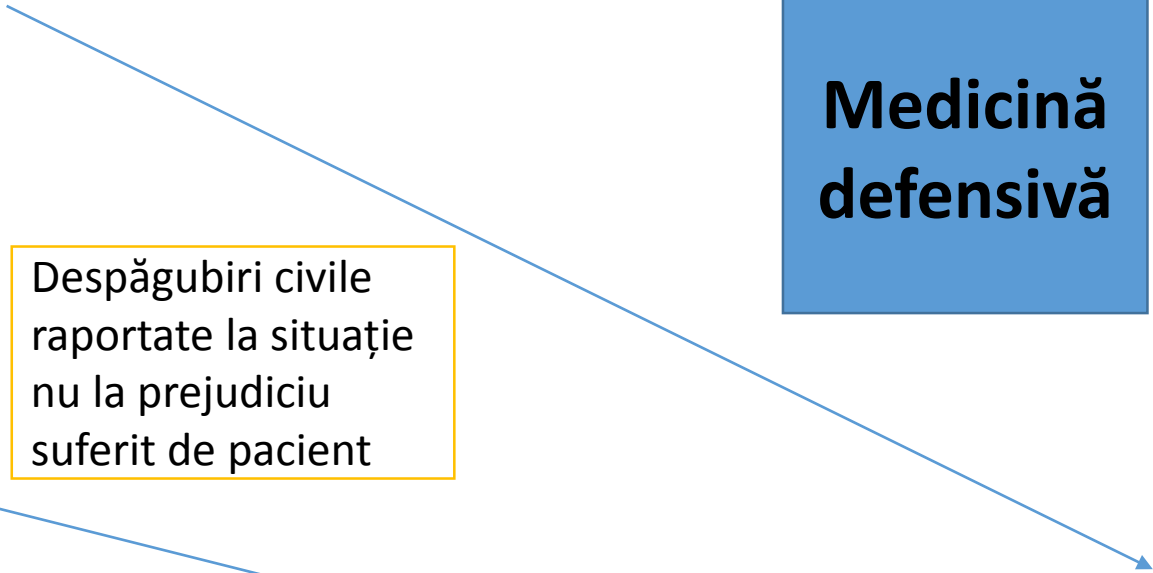 Medicină
defensivă
Despăgubiri civile
raportate la situație
nu la prejudiciu
suferit de pacient